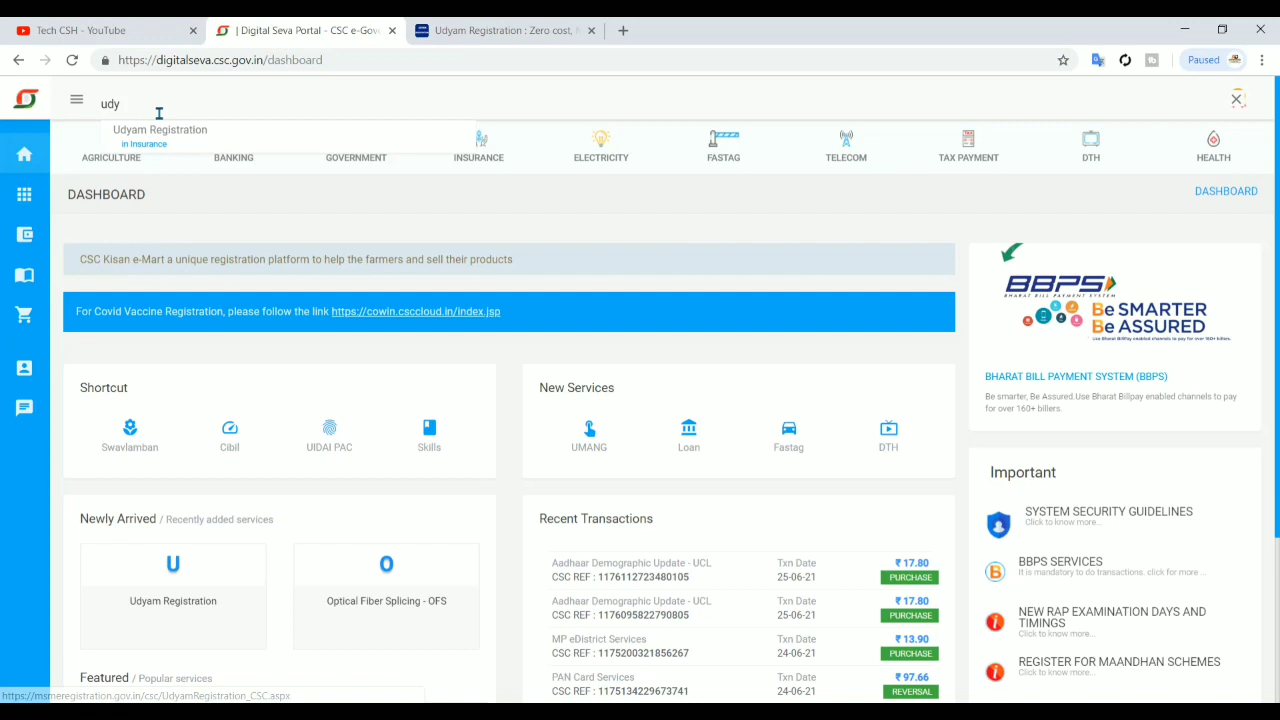 Tech CSH - YouTube
| Digital Seva Portal - CSC e-Gov
Udyam Registration : Zero cost,
https://digitalseva.csc.gov.in/dashboard
Paused
udy
Udyam Registration
in Insurance
AGRICULTURE
BANKING
GOVERNMENT
INSURANCE
ELECTRICITY
FASTAG
TELECOM
TAX PAYMENT
DTH
HEALTH
DASHBOARD
DASHBOARD
CSC Kisan e-Mart a unique registration platform to help the farmers and sell their products
For Covid Vaccine Registration, please follow the link https://cowin.csccloud.in/index.jsp
BBPS
BHARAT BILL PAYMENT SYSTEM
Be SMARTER
Be ASSURED
Use Bharat BillPay enabled channels to pay for over 160+ billers.
BHARAT BILL PAYMENT SYSTEM (BBPS)
Be smarter, Be Assured.Use Bharat Billpay enabled channels to pay
for over 160+ billers.
Shortcut
Swavlamban
Cibil
UIDAI PAC
Skills
New Services
UMANG
Loan
Fastag
DTH
Newly Arrived / Recently added services
U
Udyam Registration
O
Optical Fiber Splicing - OFS
Featured / Popular services
Recent Transactions
Aadhaar Demographic Update - UCL Txn Date ₹ 17.80
CSC REF : 1176112723480105 25-06-21 PURCHASE
Aadhaar Demographic Update - UCL Txn Date ₹ 17.80
CSC REF : 1176095822790805 25-06-21 PURCHASE
MP eDistrict Services Txn Date ₹ 13.90
CSC REF : 1175200321856267 24-06-21 PURCHASE
PAN Card Services Txn Date ₹ 97.66
CSC REF : 1175134229673741 24-06-21 REVERSAL
Important
SYSTEM SECURITY GUIDELINES
Click to know more...
BBPS SERVICES
It is mandatory to do transactions. click for more ...
NEW RAP EXAMINATION DAYS AND
TIMINGS
Click to know more...
REGISTER FOR MAANDHAN SCHEMES
Click to know more...
https://msmeregistration.gov.in/csc/UdyamRegistration_CSC.aspx